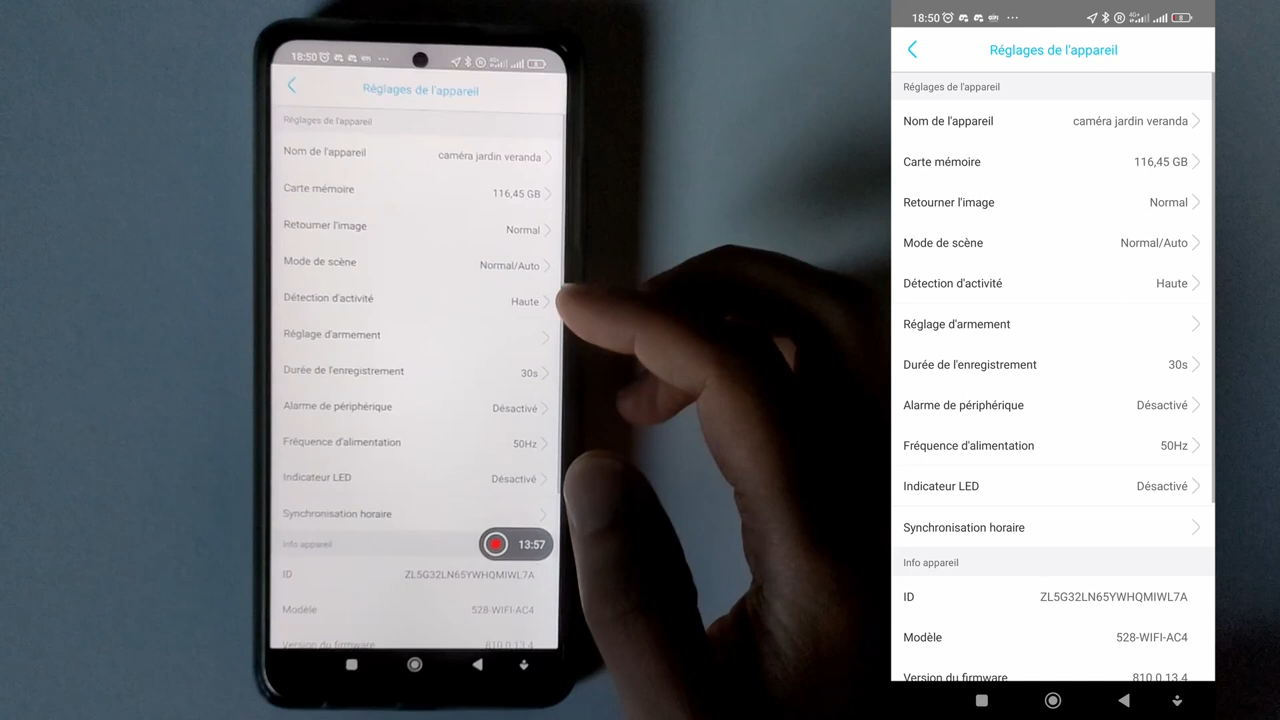 18:50
Réglages de l'appareil
Réglages de l'appareil
Nom de l'appareil caméra jardin veranda
Carte mémoire 116,45 GB
Retourner l'image Normal
Mode de scène Normal/Auto
Détection d'activité Haute
Réglage d'armement
Durée de l'enregistrement 30s
Alarme de périphérique Désactivé
Fréquence d'alimentation 50Hz
Indicateur LED Désactivé
Synchronisation horaire
13:57
Info appareil
ID ZL5G32LN65YWHQMIWL7A
Modèle 528-WIFI-AC4
Version du firmware 810.0.13.4
18:50 ··· 4G+ 8
Réglages de l'appareil
Réglages de l'appareil
Nom de l'appareil caméra jardin veranda
Carte mémoire 116,45 GB
Retourner l'image Normal
Mode de scène Normal/Auto
Détection d'activité Haute
Réglage d'armement
Durée de l'enregistrement 30s
Alarme de périphérique Désactivé
Fréquence d'alimentation 50Hz
Indicateur LED Désactivé
Synchronisation horaire
Info appareil
ID ZL5G32LN65YWHQMIWL7A
Modèle 528-WIFI-AC4
Version du firmware 810.0.13.4